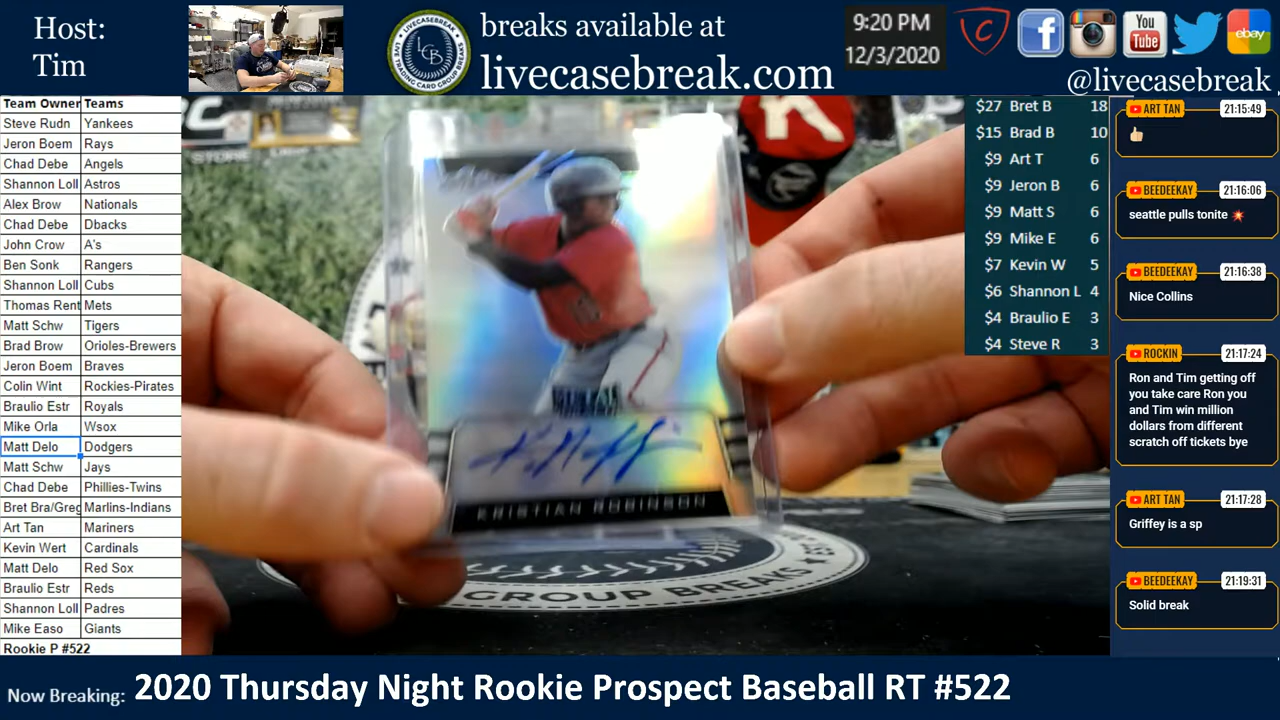 Host:
Tim
LCB
LIVECASEBREAK
LIVE TRADING CARD GROUP BREAKS
breaks available at
livecasebreak.com
9:20 PM
12/3/2020
You
Tube
ebay
@livecasebreak
Team Owner Teams
Steve Rudn Yankees
Jeron Boem Rays
Chad Debe Angels
Shannon Loll Astros
Alex Brow Nationals
Chad Debe Dbacks
John Crow A's
Ben Sonk Rangers
Shannon Loll Cubs
Thomas Rent Mets
Matt Schw Tigers
Brad Brow Orioles-Brewers
Jeron Boem Braves
Colin Wint Rockies-Pirates
Braulio Estr Royals
Mike Orla Wsox
Matt Delo Dodgers
Matt Schw Jays
Chad Debe Phillies-Twins
Bret Bra/Greg Marlins-Indians
Art Tan Mariners
Kevin Wert Cardinals
Matt Delo Red Sox
Braulio Estr Reds
Shannon Loll Padres
Mike Easo Giants
Rookie P #522
KRISTIAN ROBINSON
GROUP BREAKS
$27 Bret B 18
$15 Brad B 10
$9 Art T 6
$9 Jeron B 6
$9 Matt S 6
$9 Mike E 6
$7 Kevin W 5
$6 Shannon L 4
$4 Braulio E 3
$4 Steve R 3
ART TAN 21:15:49
👍🏼
BEEDEEKAY 21:16:06
seattle pulls tonite 💥
BEEDEEKAY 21:16:38
Nice Collins
ROCKIN 21:17:24
Ron and Tim getting off
you take care Ron you
and Tim win million
dollars from different
scratch off tickets bye
ART TAN 21:17:28
Griffey is a sp
BEEDEEKAY 21:19:31
Solid break
Now Breaking: 2020 Thursday Night Rookie Prospect Baseball RT #522